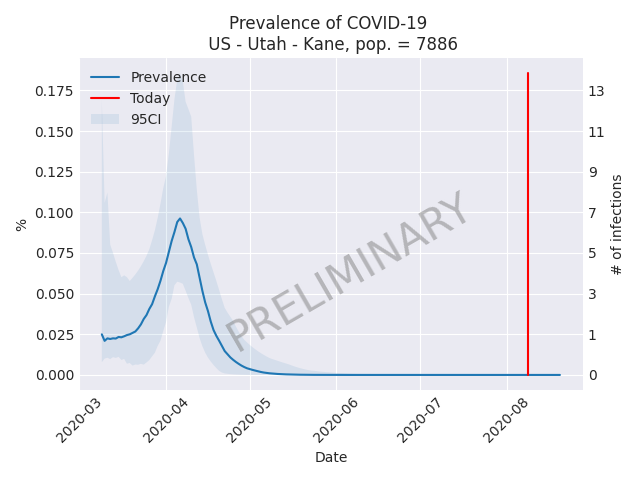 Prevalence of COVID-19
US - Utah - Kane, pop. = 7886
Prevalence
Today
95CI
0.175
0.150
0.125
0.100
0.075
0.050
0.025
0.000
%
13
11
9
7
5
3
1
0
# of infections
PRELIMINARY
2020-03
2020-04
2020-05
2020-06
2020-07
2020-08
Date